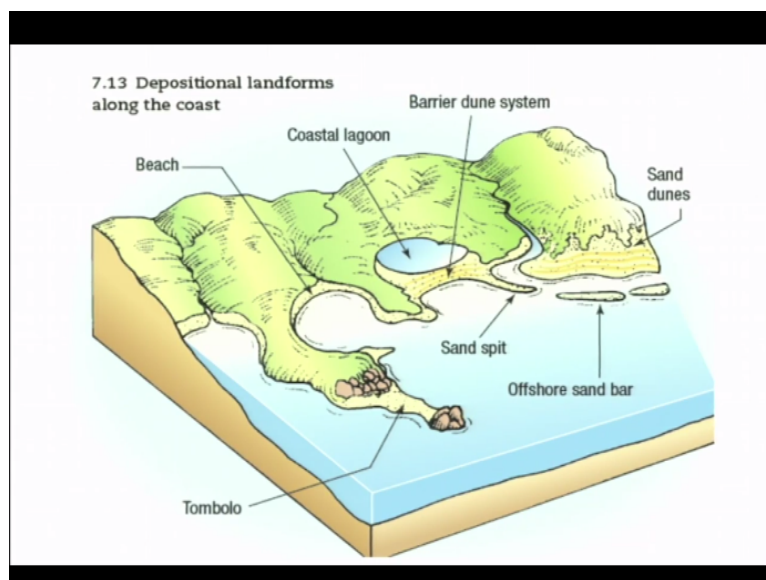 7.13 Depositional landforms
along the coast
Barrier dune system
Coastal lagoon
Beach
Sand
dunes
Sand spit
Offshore sand bar
Tombolo